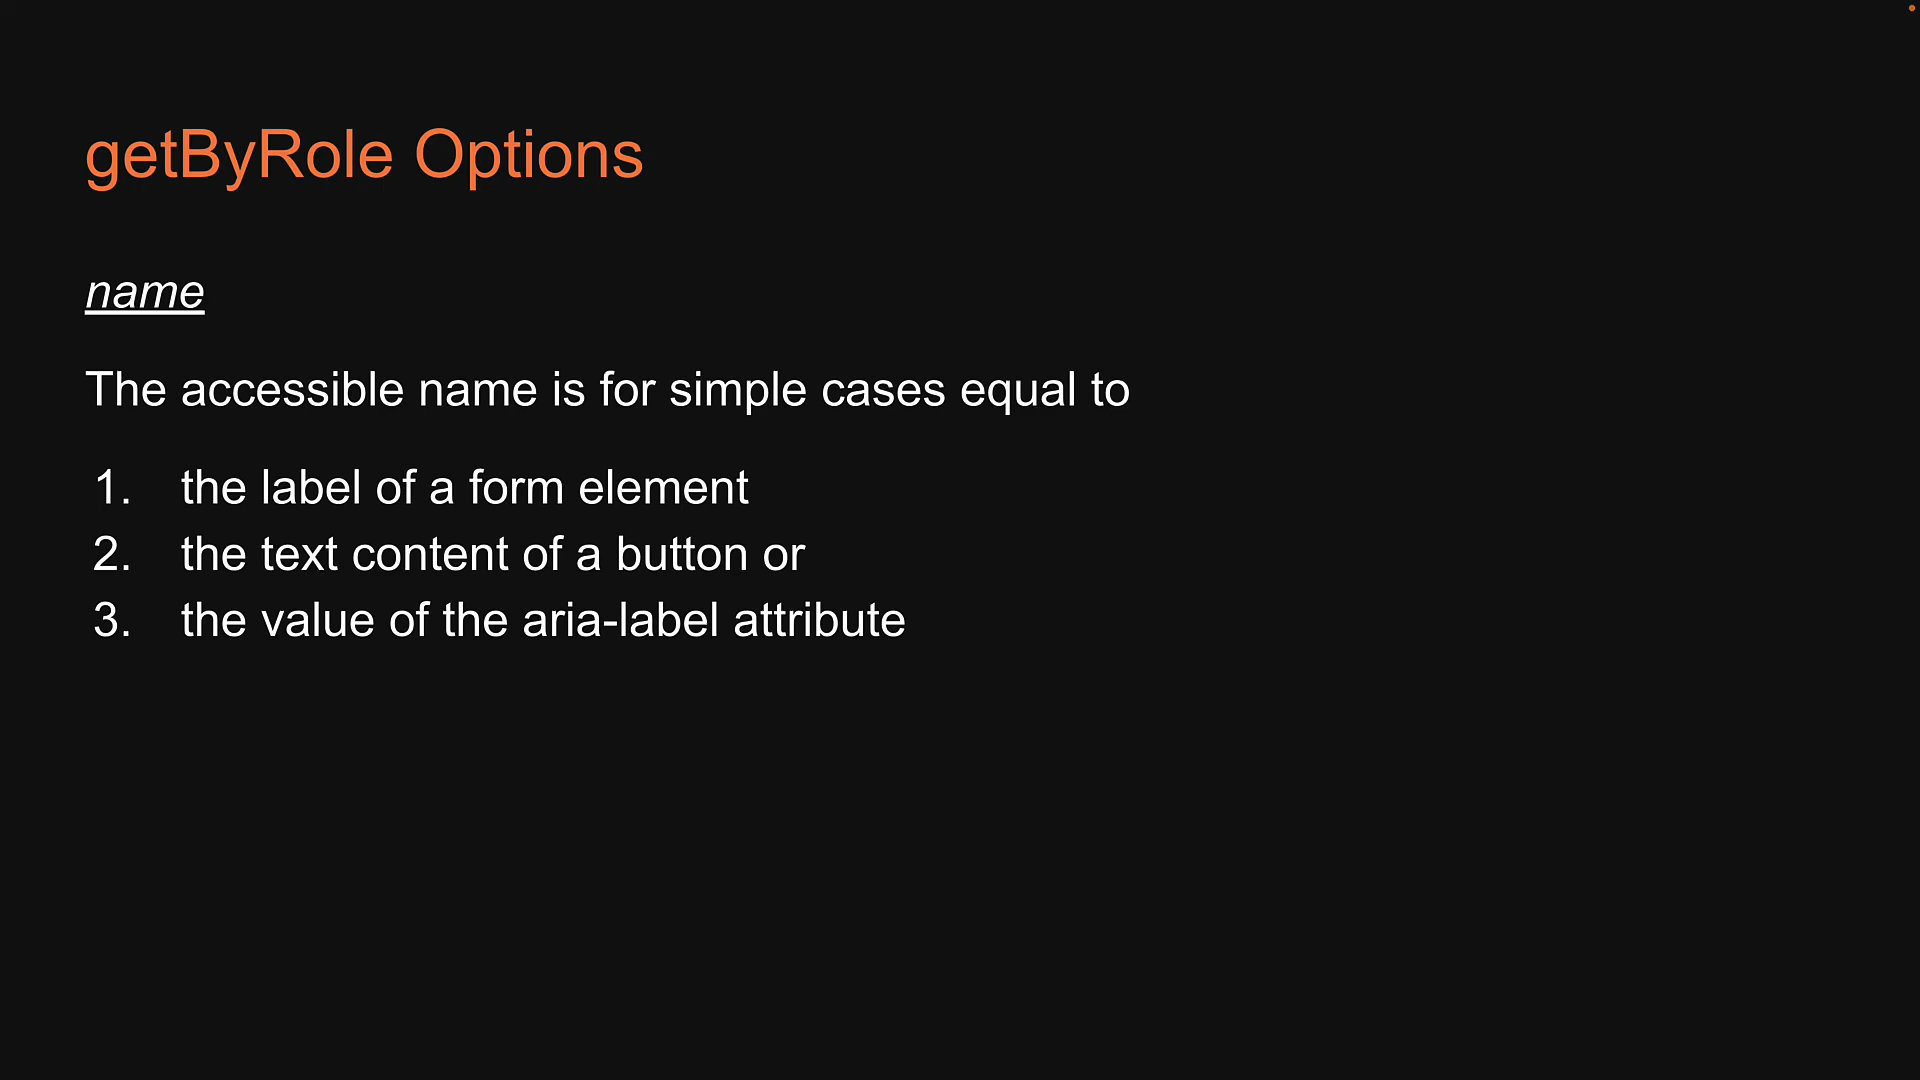 getByRole Options
name
The accessible name is for simple cases equal to
1. the label of a form element
2. the text content of a button or
3. the value of the aria-label attribute